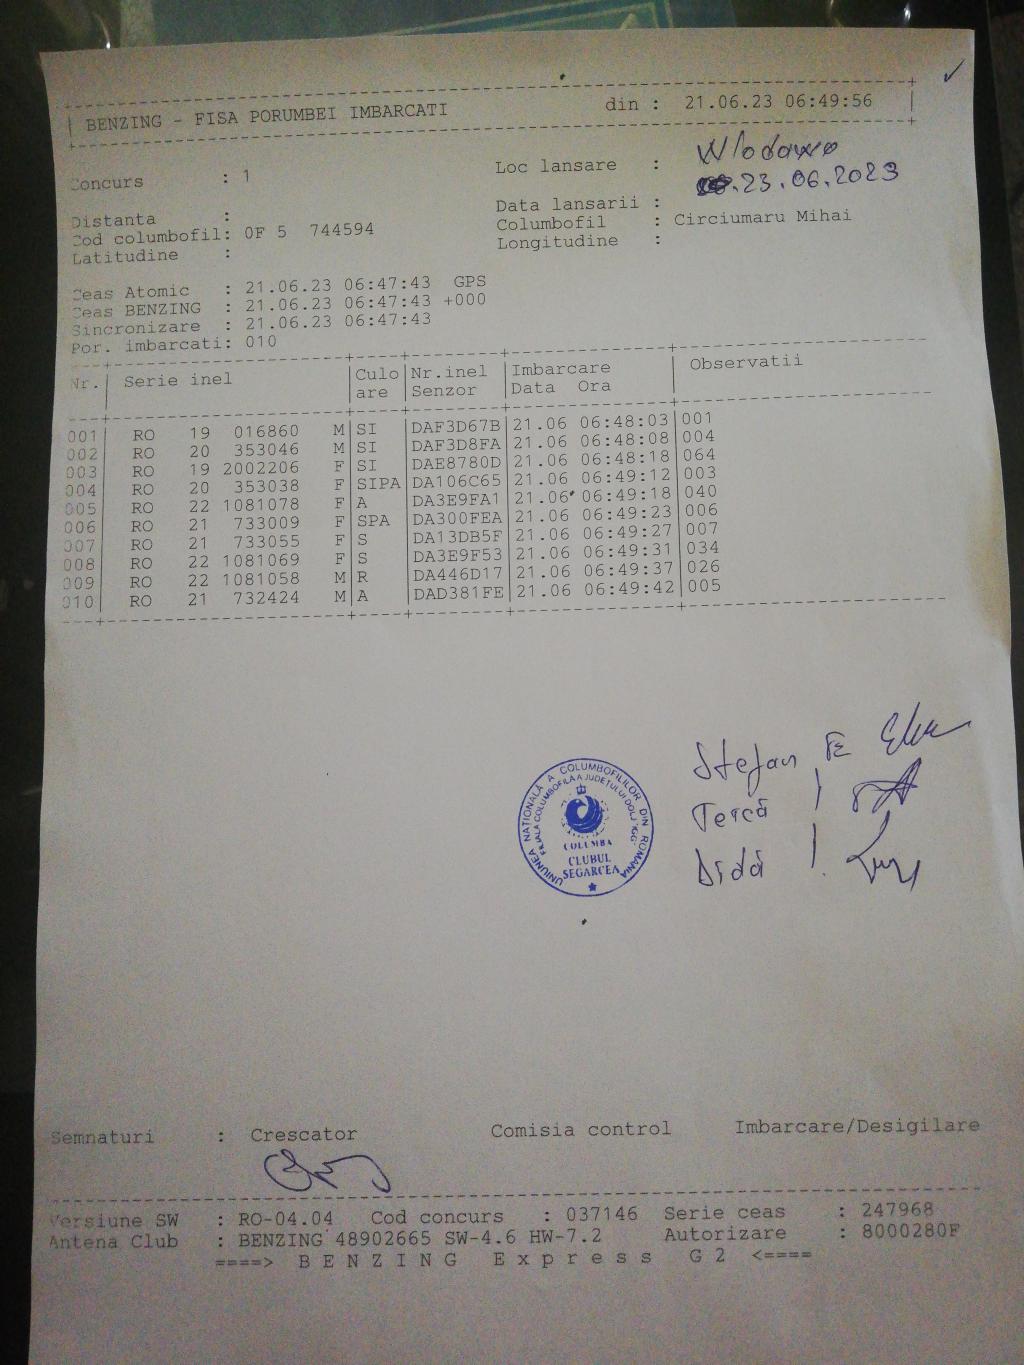 BENZING - FISA PORUMBEI IMBARCATI din : 21.06.23 06:49:56
Concurs : 1 Loc lansare : Wlodawa
Data lansarii : 23.06.2023
Distanta :
Cod columbofil: 0F 5 744594 Columbofil : Circiumaru Mihai
Latitudine : Longitudine :
Ceas Atomic : 21.06.23 06:47:43 GPS
Ceas BENZING : 21.06.23 06:47:43 +000
Sincronizare : 21.06.23 06:47:43
Por. imbarcati: 010
Nr.| Serie inel |Culo|Nr.inel |Imbarcare | Observatii
are |Senzor |Data Ora
001 RO 19 016860 M|SI |DAF3D67B|21.06 06:48:03|001
002 RO 20 353046 M|SI |DAF3D8FA|21.06 06:48:08|004
003 RO 19 2002206 F|SI |DAE8780D|21.06 06:48:18|064
004 RO 20 353038 F|SIPA|DA106C65|21.06 06:49:12|003
005 RO 22 1081078 F|A |DA3E9FA1|21.06 06:49:18|040
006 RO 21 733009 F|SPA |DA300FEA|21.06 06:49:23|006
007 RO 21 733055 F|S |DA13DB5F|21.06 06:49:27|007
008 RO 22 1081069 F|S |DA3E9F53|21.06 06:49:31|034
009 RO 22 1081058 M|R |DA446D17|21.06 06:49:37|026
010 RO 21 732424 M|A |DAD381FE|21.06 06:49:42|005
Stefan
Tercă
Didă
UNIUNEA NATIONALĂ A COLUMBOFILILOR DIN ROMANIA
FILIALA COLUMBOFILA A JUDETULUI DOLJ
COLUMBA
CLUBUL
SEGARCEA
Semnaturi : Crescator Comisia control Imbarcare/Desigilare
Versiune SW : RO-04.04 Cod concurs : 037146 Serie ceas : 247968
Antena Club : BENZING 48902665 SW-4.6 HW-7.2 Autorizare : 8000280F
====> B E N Z I N G E x p r e s s G 2 <====